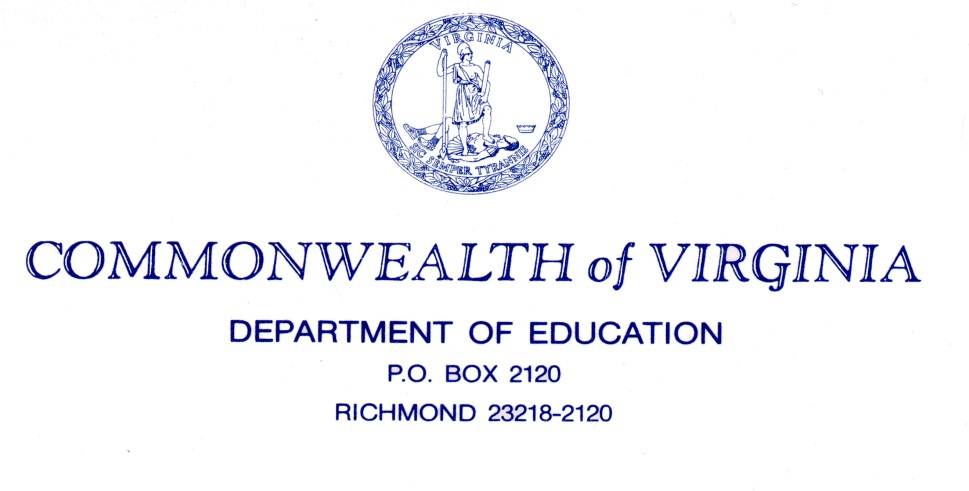 VIRGINIA
SIC SEMPER TYRANNIS
COMMONWEALTH of VIRGINIA
DEPARTMENT OF EDUCATION
P.O. BOX 2120
RICHMOND 23218-2120